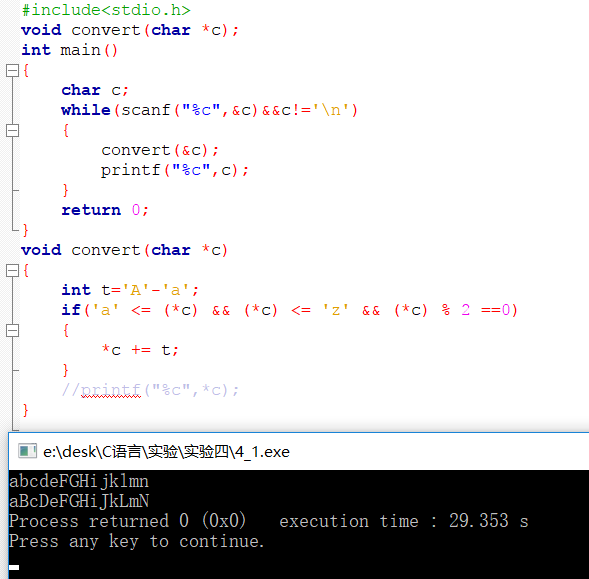 #include<stdio.h>
void convert(char *c);
int main()
{
    char c;
    while(scanf("%c",&c)&&c!='\n')
    {
        convert(&c);
        printf("%c",c);
    }
    return 0;
}
void convert(char *c)
{
    int t='A'-'a';
    if('a' <= (*c) && (*c) <= 'z' && (*c) % 2 ==0)
    {
        *c += t;
    }
    //printf("%c",*c);
}
e:\desk\C语言\实验\实验四\4_1.exe
abcdeFGHijklmn
aBcDeFGHiJkLmN
Process returned 0 (0x0)   execution time : 29.353 s
Press any key to continue.